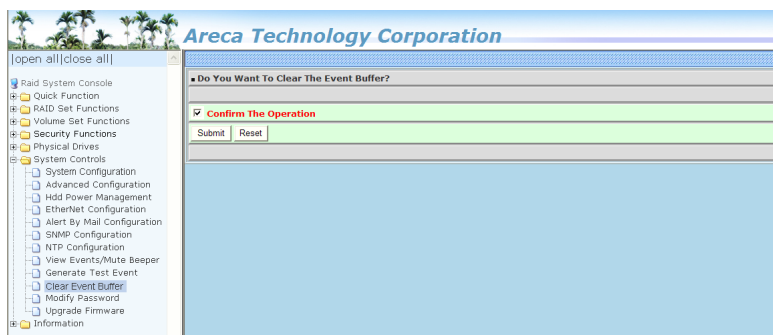 Areca Technology Corporation
|open all|close all|
Raid System Console
Quick Function
RAID Set Functions
Volume Set Functions
Security Functions
Physical Drives
System Controls
System Configuration
Advanced Configuration
Hdd Power Management
EtherNet Configuration
Alert By Mail Configuration
SNMP Configuration
NTP Configuration
View Events/Mute Beeper
Generate Test Event
Clear Event Buffer
Modify Password
Upgrade Firmware
Information
Do You Want To Clear The Event Buffer?
Confirm The Operation
Submit Reset